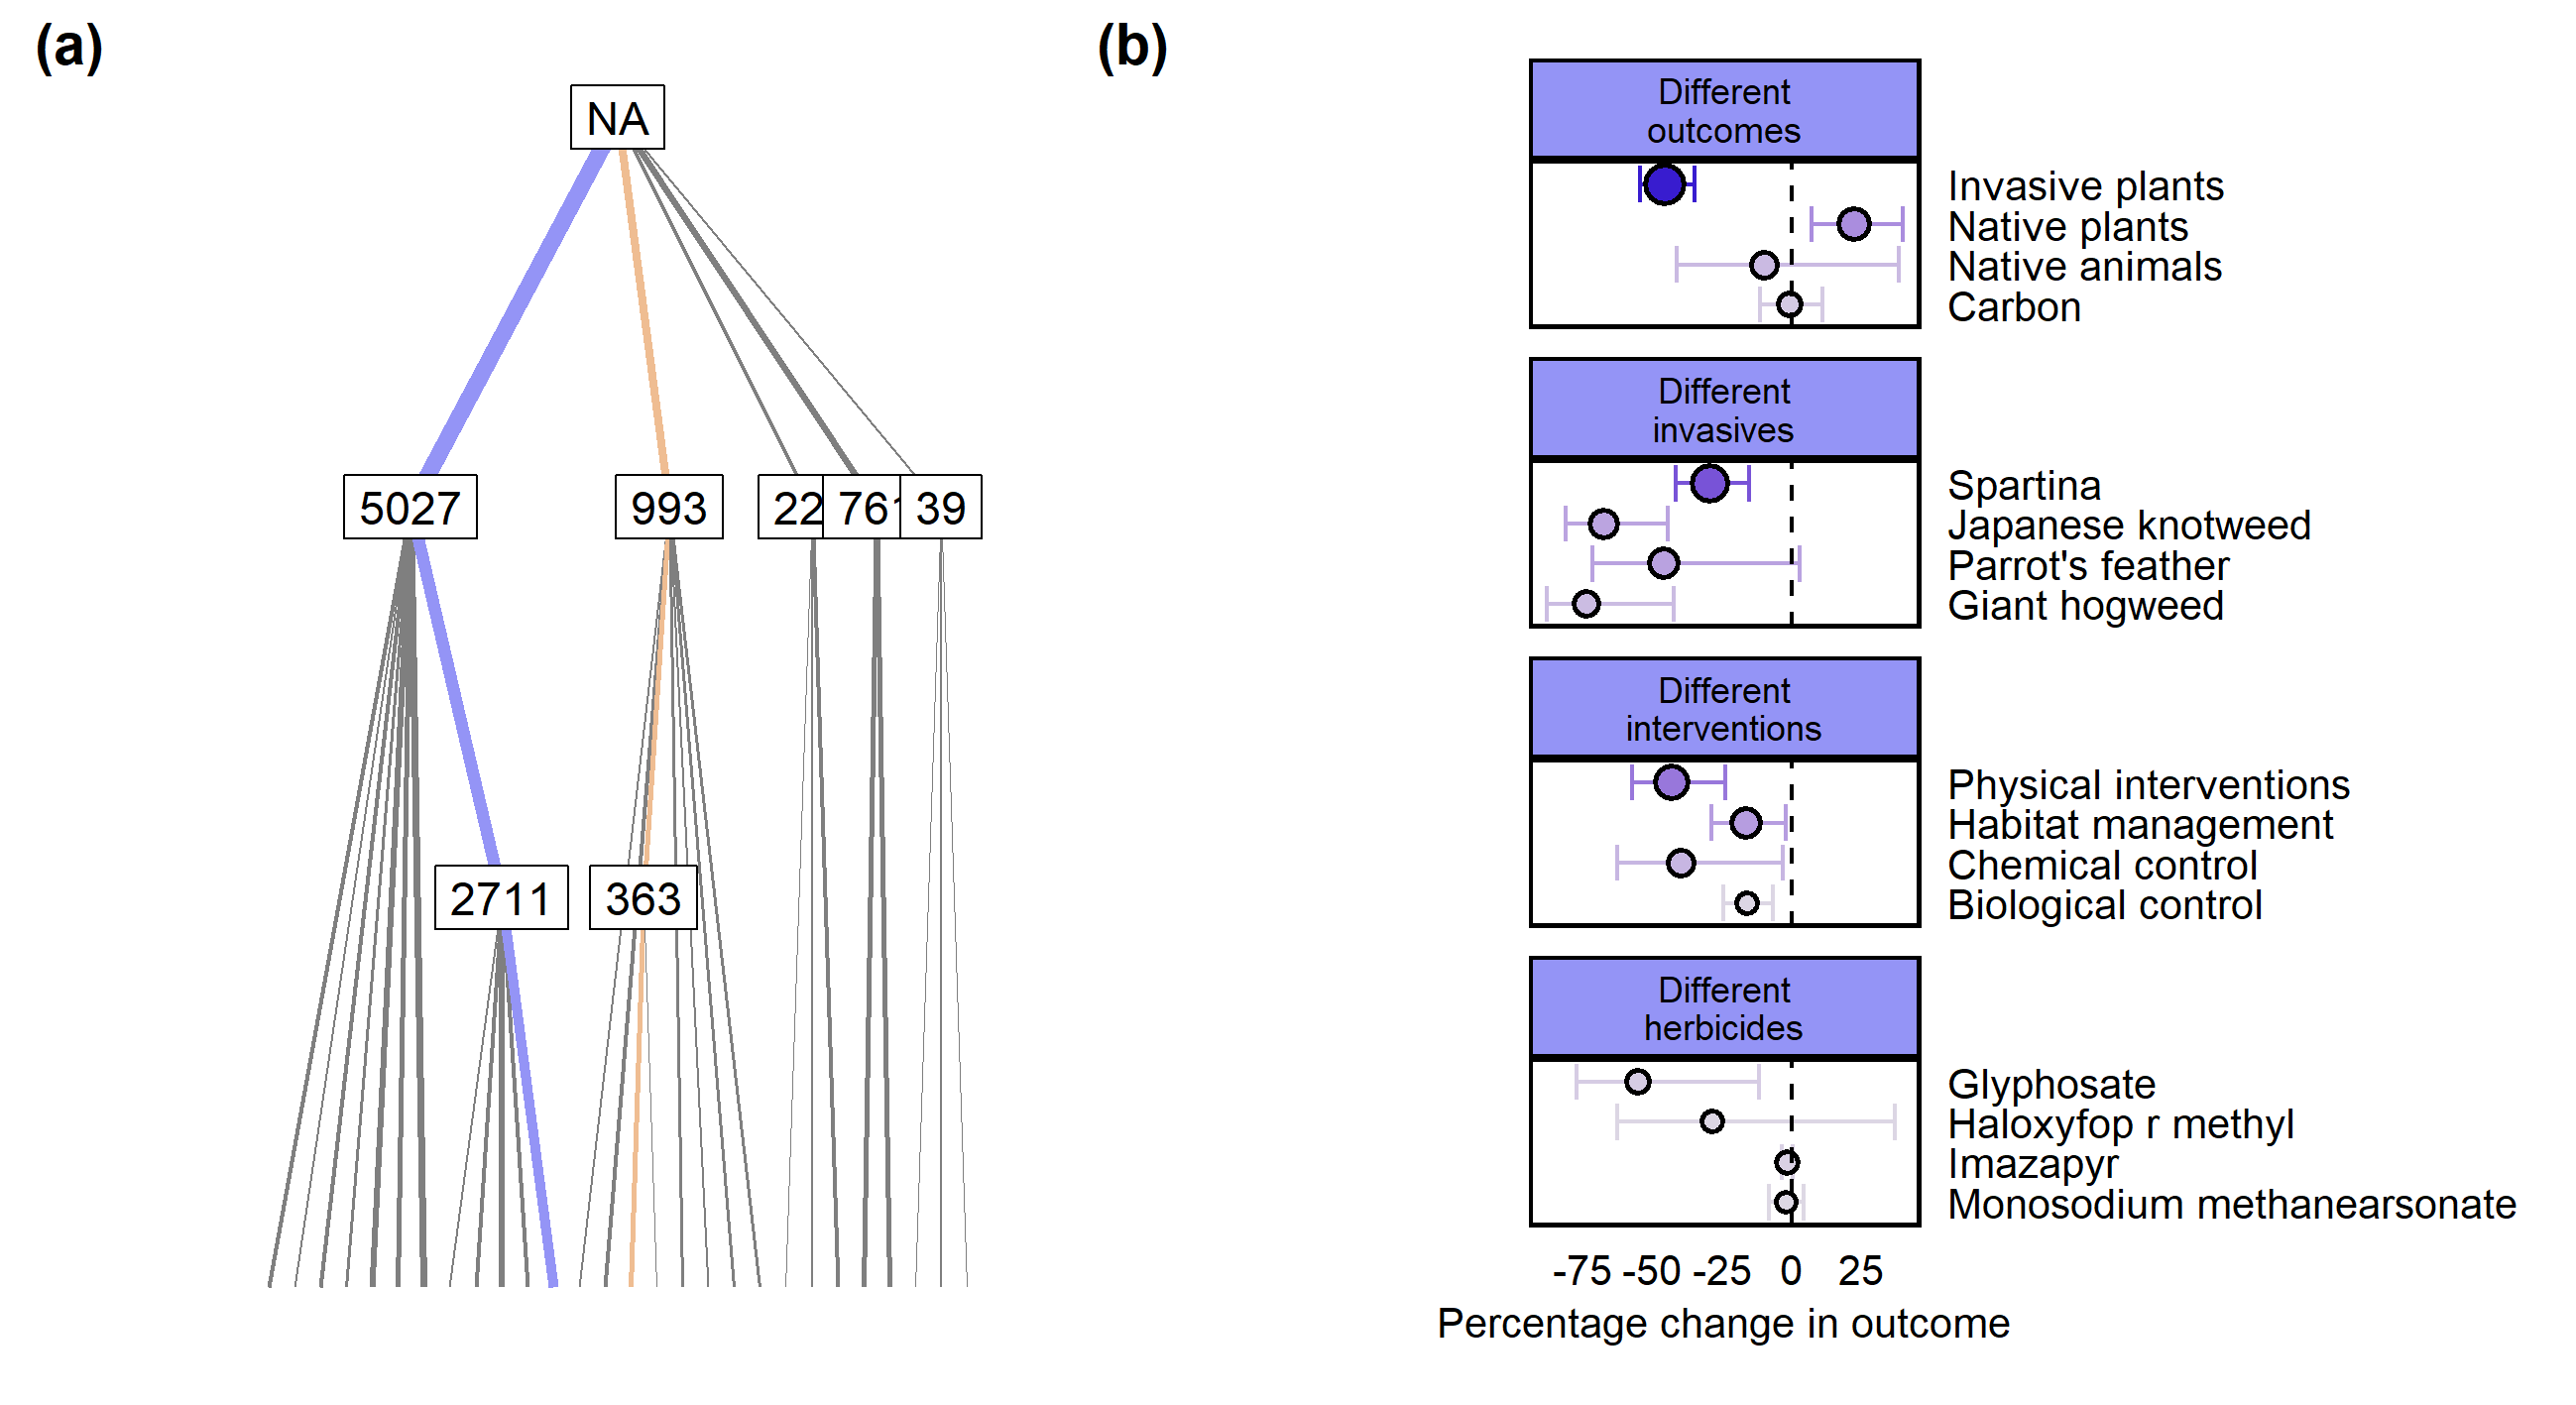 (a)
NA
5027
993
22
76
39
2711
363
(b)
Different
outcomes
Invasive plants
Native plants
Native animals
Carbon
Different
invasives
Spartina
Japanese knotweed
Parrot's feather
Giant hogweed
Different
interventions
Physical interventions
Habitat management
Chemical control
Biological control
Different
herbicides
Glyphosate
Haloxyfop r methyl
Imazapyr
Monosodium methanearsonate
-75 -50 -25 0 25
Percentage change in outcome